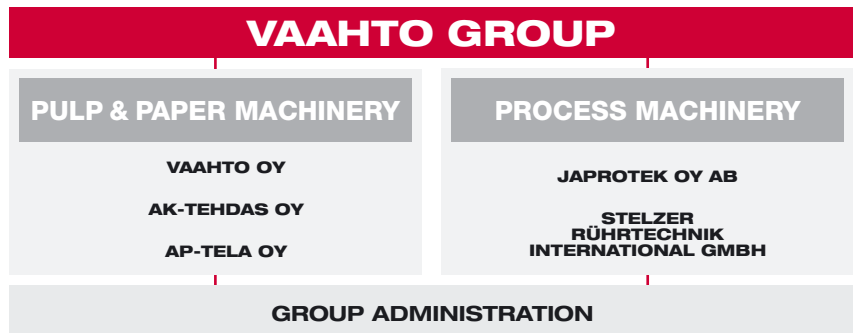 VAAHTO GROUP
PULP & PAPER MACHINERY
VAAHTO OY
AK-TEHDAS OY
AP-TELA OY
PROCESS MACHINERY
JAPROTEK OY AB
STELZER
RÜHRTECHNIK
INTERNATIONAL GMBH
GROUP ADMINISTRATION